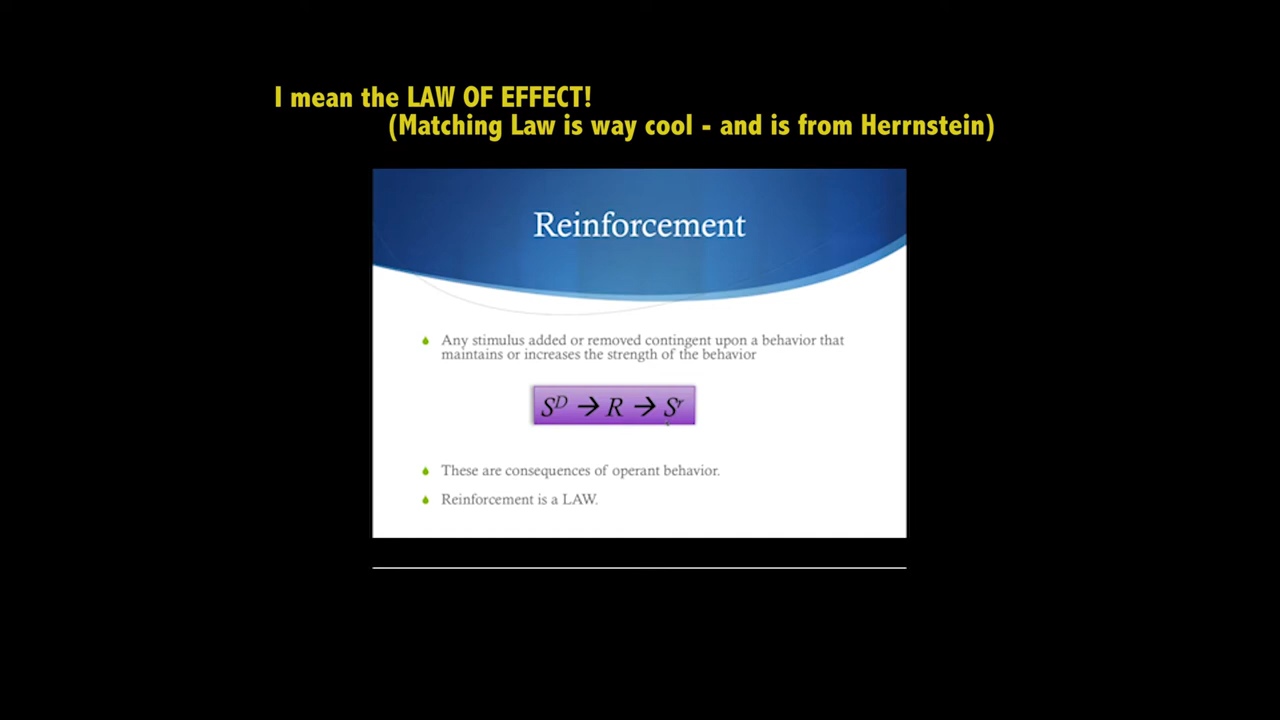 I mean the LAW OF EFFECT!
(Matching Law is way cool - and is from Herrnstein)
Reinforcement
Any stimulus added or removed contingent upon a behavior that
maintains or increases the strength of the behavior
Sᴰ → R → Sʳ
These are consequences of operant behavior.
Reinforcement is a LAW.